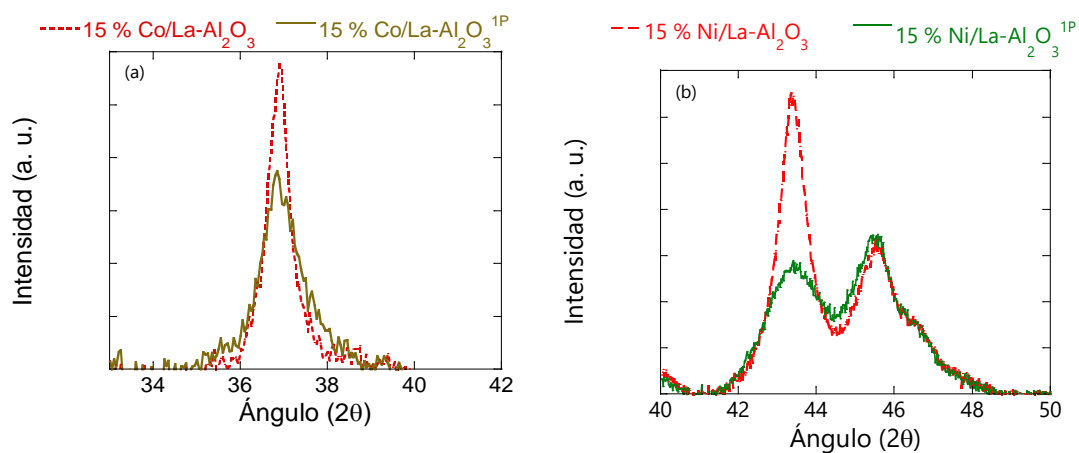 15 % Co/La-Al₂O₃ 15 % Co/La-Al₂O₃ 1P
(a)
Intensidad (a. u.)
34 36 38 40 42
Ángulo (2θ)
15 % Ni/La-Al₂O₃ 15 % Ni/La-Al₂O₃ 1P
(b)
Intensidad (a. u.)
40 42 44 46 48 50
Ángulo (2θ)